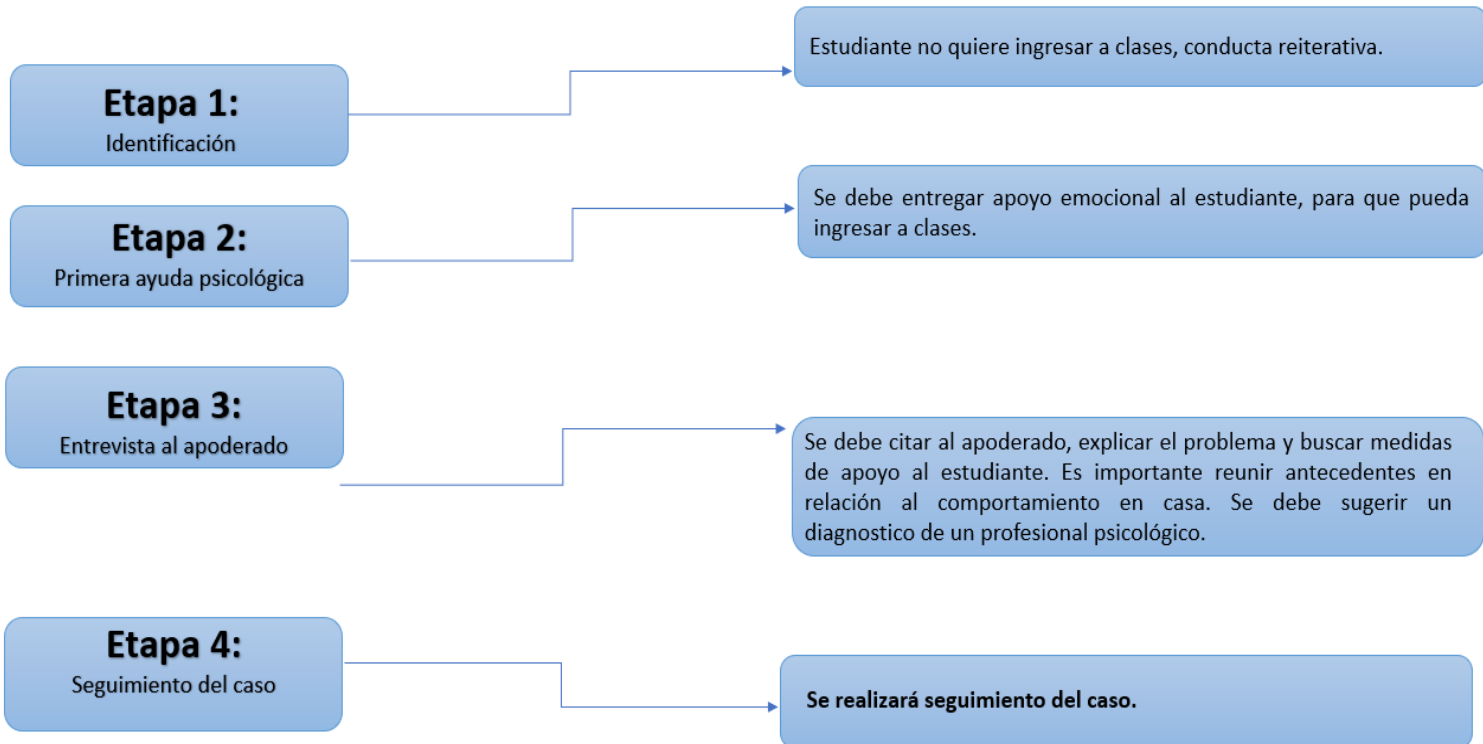 Etapa 1:
Identificación
Estudiante no quiere ingresar a clases, conducta reiterativa.
Etapa 2:
Primera ayuda psicológica
Se debe entregar apoyo emocional al estudiante, para que pueda
ingresar a clases.
Etapa 3:
Entrevista al apoderado
Se debe citar al apoderado, explicar el problema y buscar medidas
de apoyo al estudiante. Es importante reunir antecedentes en
relación al comportamiento en casa. Se debe sugerir un
diagnostico de un profesional psicológico.
Etapa 4:
Seguimiento del caso
Se realizará seguimiento del caso.